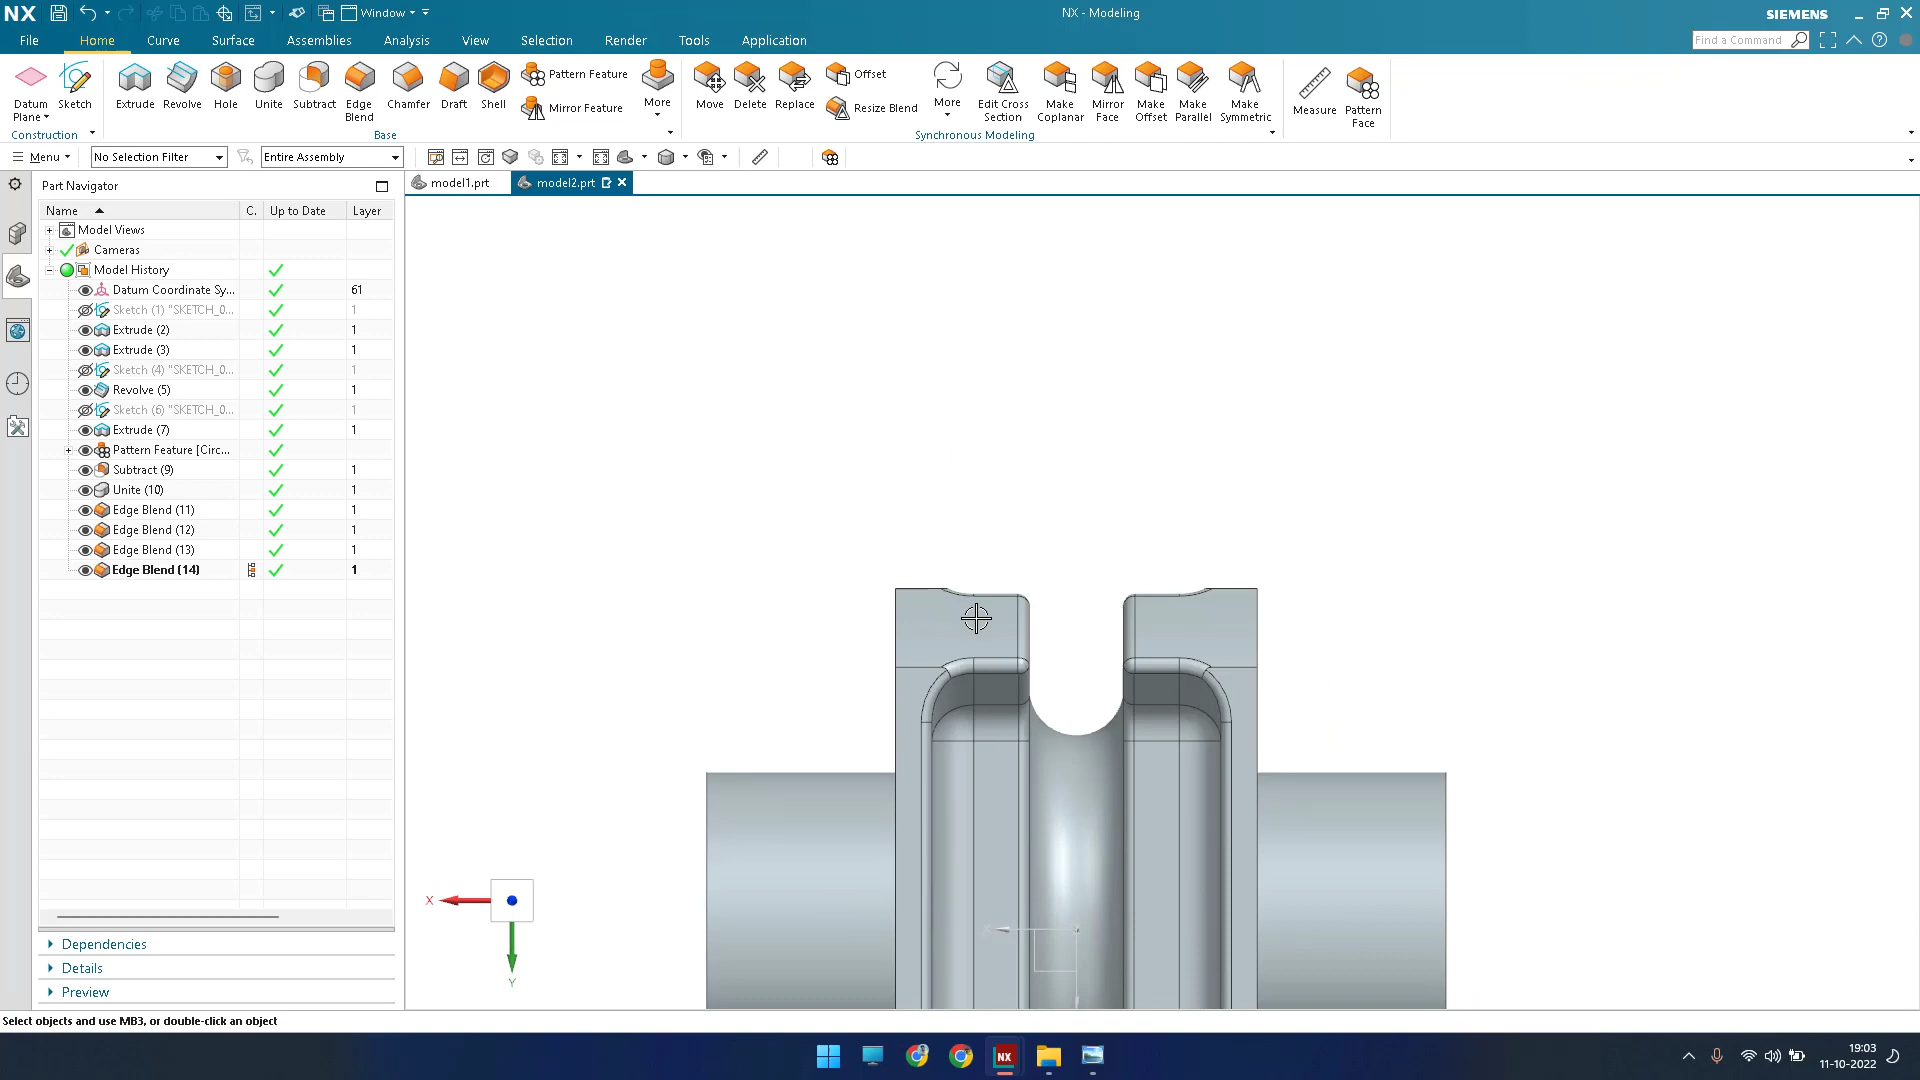 NX
Window
NX - Modeling
SIEMENS
File
Home
Curve
Surface
Assemblies
Analysis
View
Selection
Render
Tools
Application
Find a Command
Datum Plane
Sketch
Extrude
Revolve
Hole
Unite
Subtract
Edge Blend
Chamfer
Draft
Shell
Pattern Feature
Mirror Feature
More
Move
Delete
Replace
Offset
Resize Blend
More
Edit Cross Section
Make Coplanar
Mirror Face
Make Offset
Make Parallel
Make Symmetric
Measure
Pattern Face
Construction
Base
Synchronous Modeling
Menu
No Selection Filter
Entire Assembly
Part Navigator
model1.prt
model2.prt
Name C. Up to Date Layer
Model Views
Cameras
Model History
Datum Coordinate Sy... 61
Sketch (1) "SKETCH_0... 1
Extrude (2) 1
Extrude (3) 1
Sketch (4) "SKETCH_0... 1
Revolve (5) 1
Sketch (6) "SKETCH_0... 1
Extrude (7) 1
Pattern Feature [Circ...
Subtract (9) 1
Unite (10) 1
Edge Blend (11) 1
Edge Blend (12) 1
Edge Blend (13) 1
Edge Blend (14) 1
X
Y
Dependencies
Details
Preview
Select objects and use MB3, or double-click an object
NX
19:03
11-10-2022